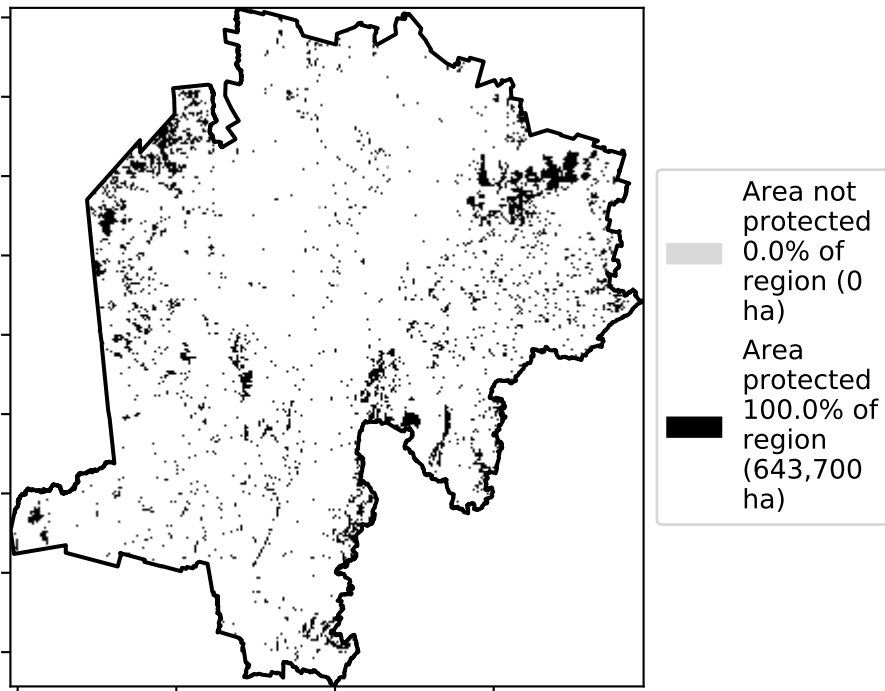 Area not
protected
0.0% of
region (0
ha)
Area
protected
100.0% of
region
(643,700
ha)